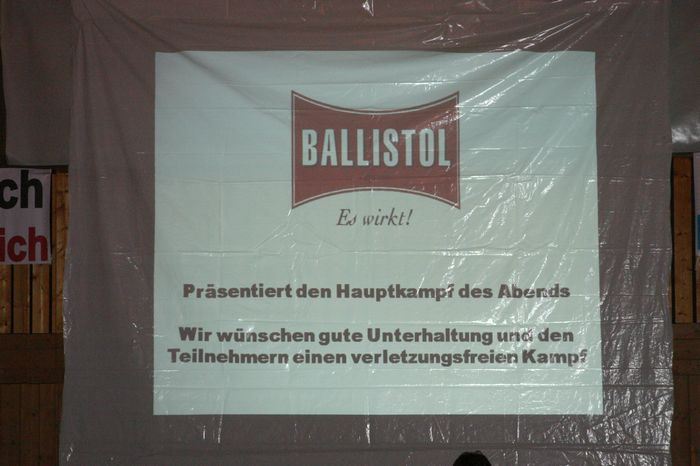 BALLISTOL
Es wirkt!
Präsentiert den Hauptkampf des Abends
Wir wünschen gute Unterhaltung und den
Teilnehmern einen verletzungsfreien Kampf
ch
ich